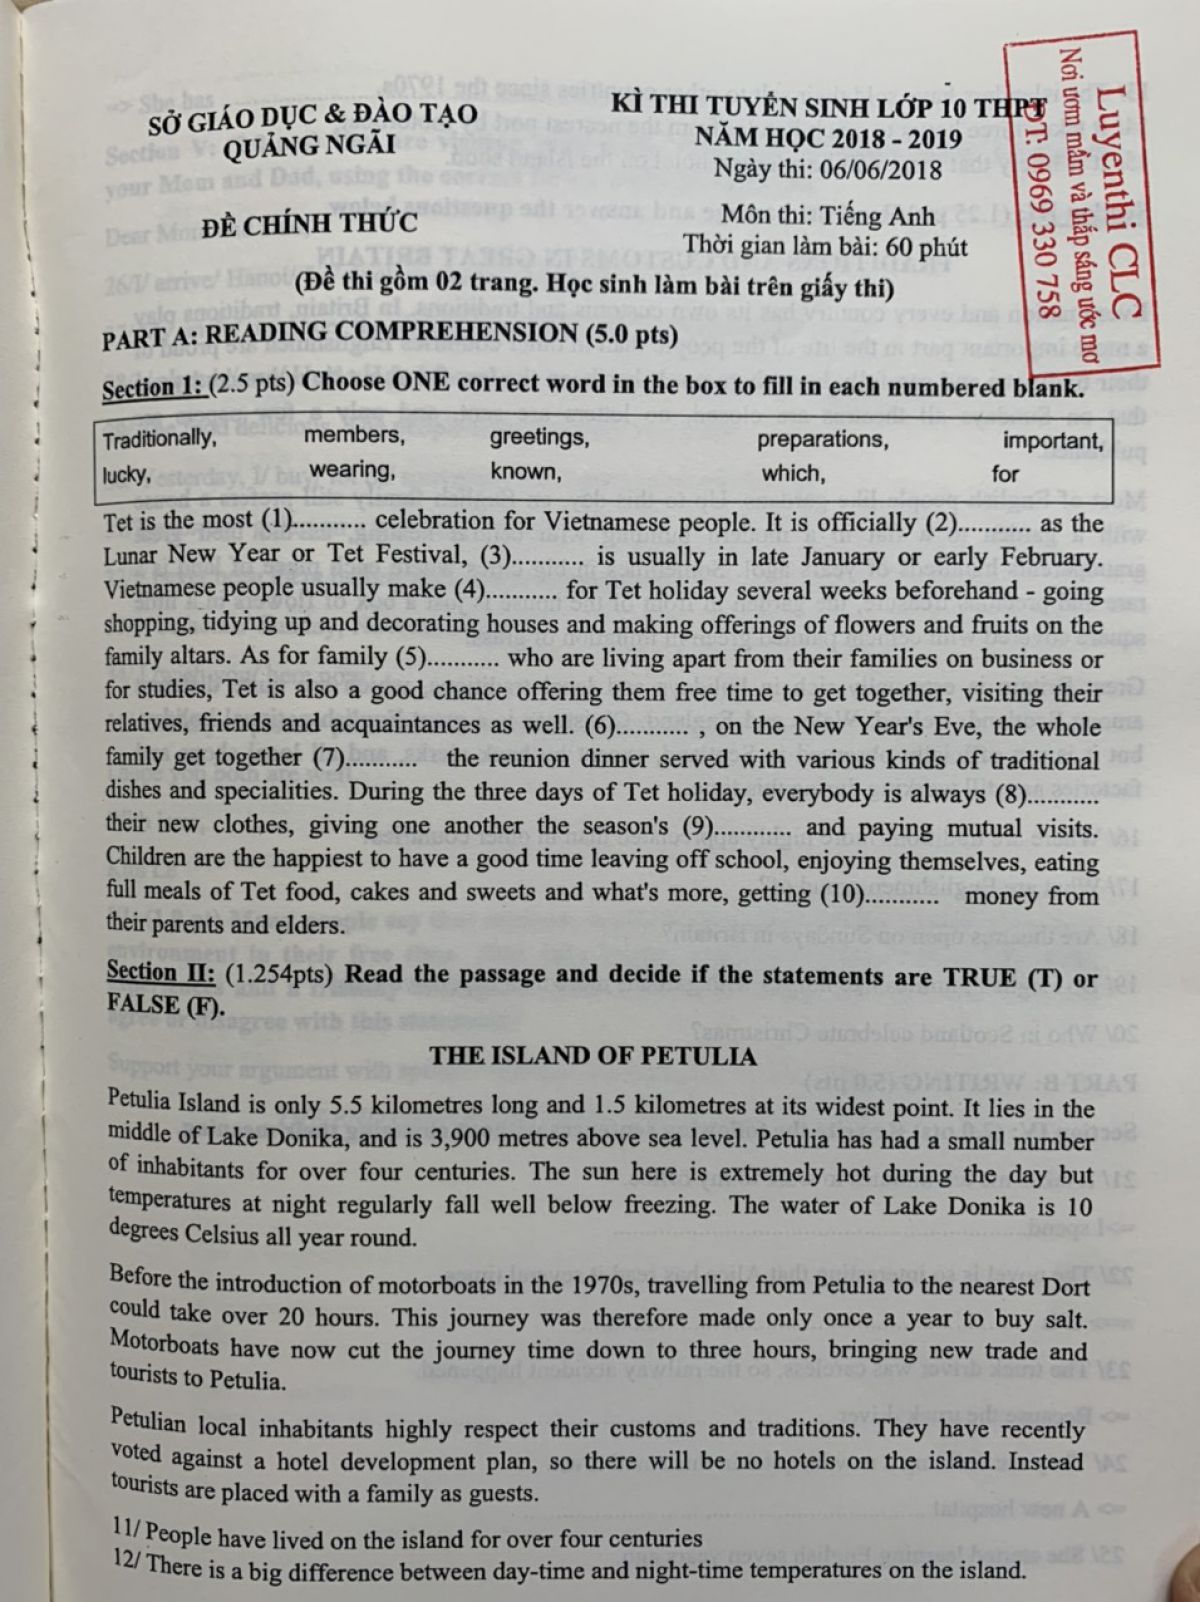 SỞ GIÁO DỤC & ĐÀO TẠO
QUẢNG NGÃI
ĐỀ CHÍNH THỨC
KÌ THI TUYỂN SINH LỚP 10 THPT
NĂM HỌC 2018 - 2019
Ngày thi: 06/06/2018
Môn thi: Tiếng Anh
Thời gian làm bài: 60 phút
(Đề thi gồm 02 trang. Học sinh làm bài trên giấy thi)
Luyenthi CLC
Nơi ươm mầm và thắp sáng ước mơ
ĐT: 0969 330 758
PART A: READING COMPREHENSION (5.0 pts)
Section 1: (2.5 pts) Choose ONE correct word in the box to fill in each numbered blank.
Traditionally, members, greetings, preparations, important,
lucky, wearing, known, which, for
Tet is the most (1)........... celebration for Vietnamese people. It is officially (2)........... as the
Lunar New Year or Tet Festival, (3)........... is usually in late January or early February.
Vietnamese people usually make (4)........... for Tet holiday several weeks beforehand - going
shopping, tidying up and decorating houses and making offerings of flowers and fruits on the
family altars. As for family (5)........... who are living apart from their families on business or
for studies, Tet is also a good chance offering them free time to get together, visiting their
relatives, friends and acquaintances as well. (6)........... , on the New Year's Eve, the whole
family get together (7)........... the reunion dinner served with various kinds of traditional
dishes and specialities. During the three days of Tet holiday, everybody is always (8)...........
their new clothes, giving one another the season's (9)............ and paying mutual visits.
Children are the happiest to have a good time leaving off school, enjoying themselves, eating
full meals of Tet food, cakes and sweets and what's more, getting (10)........... money from
their parents and elders.
Section II: (1.254pts) Read the passage and decide if the statements are TRUE (T) or
FALSE (F).
THE ISLAND OF PETULIA
Petulia Island is only 5.5 kilometres long and 1.5 kilometres at its widest point. It lies in the
middle of Lake Donika, and is 3,900 metres above sea level. Petulia has had a small number
of inhabitants for over four centuries. The sun here is extremely hot during the day but
temperatures at night regularly fall well below freezing. The water of Lake Donika is 10
degrees Celsius all year round.
Before the introduction of motorboats in the 1970s, travelling from Petulia to the nearest Dort
could take over 20 hours. This journey was therefore made only once a year to buy salt.
Motorboats have now cut the journey time down to three hours, bringing new trade and
tourists to Petulia.
Petulian local inhabitants highly respect their customs and traditions. They have recently
voted against a hotel development plan, so there will be no hotels on the island. Instead
tourists are placed with a family as guests.
11/ People have lived on the island for over four centuries
12/ There is a big difference between day-time and night-time temperatures on the island.